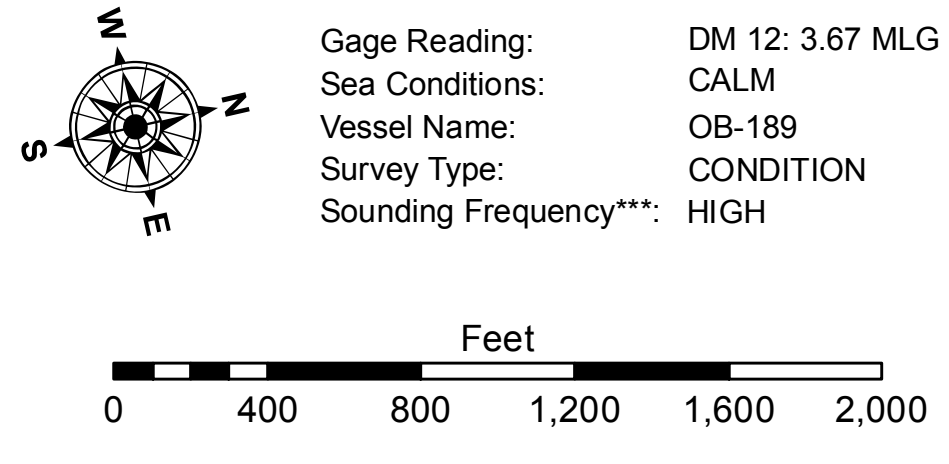 W
N
S
E
Gage Reading: DM 12: 3.67 MLG
Sea Conditions: CALM
Vessel Name: OB-189
Survey Type: CONDITION
Sounding Frequency***: HIGH
Feet
0 400 800 1,200 1,600 2,000